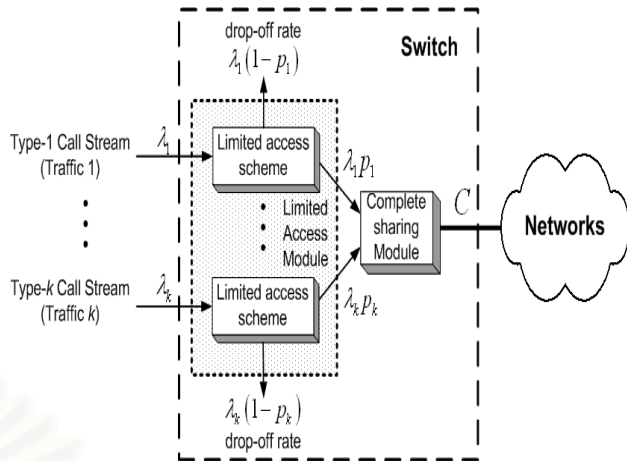 drop-off rate
λ₁(1−p₁)
Switch
Type-1 Call Stream
(Traffic 1)
λ₁
Limited access
scheme
λ₁p₁
Limited
Access
Module
Complete
sharing
Module
C
Networks
Type-k Call Stream
(Traffic k)
λₖ
Limited access
scheme
λₖpₖ
λₖ(1−pₖ)
drop-off rate